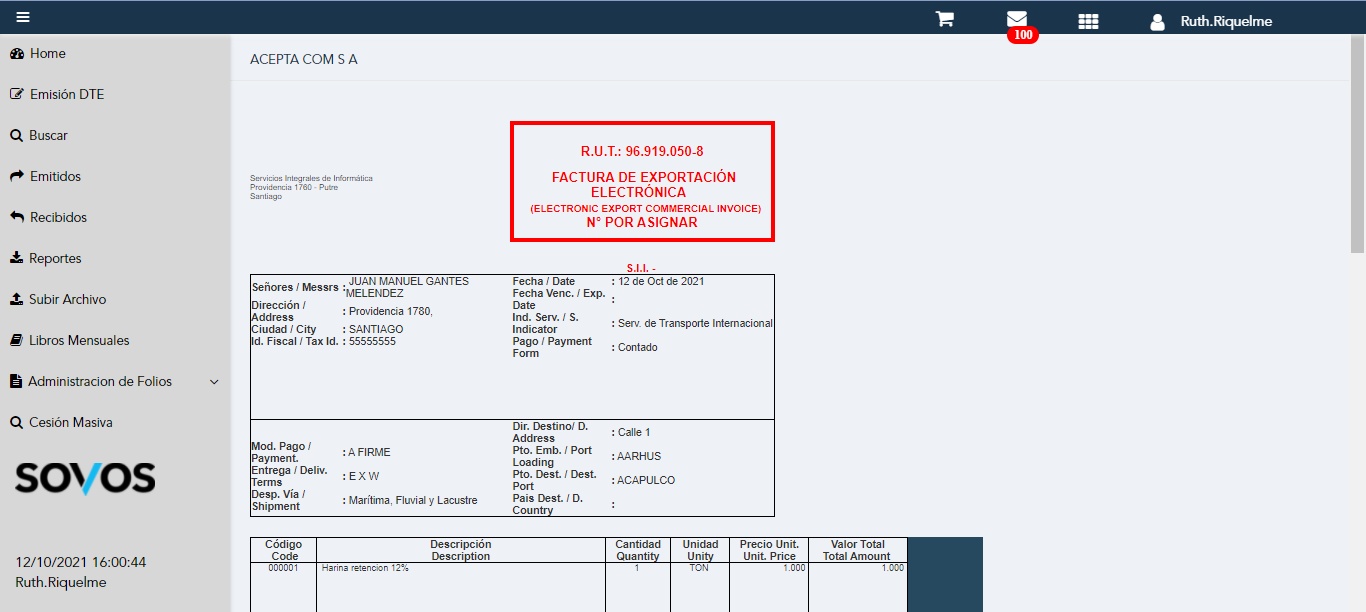 Ruth.Riquelme
100
Home
Emisión DTE
Buscar
Emitidos
Recibidos
Reportes
Subir Archivo
Libros Mensuales
Administracion de Folios
Cesión Masiva
SOVOS
12/10/2021 16:00:44
Ruth.Riquelme
ACEPTA COM S A
Servicios Integrales de Informática
Providencia 1760 - Putre
Santiago
R.U.T.: 96.919.050-8
FACTURA DE EXPORTACIÓN
ELECTRÓNICA
(ELECTRONIC EXPORT COMMERCIAL INVOICE)
N° POR ASIGNAR
S.I.I. -
Señores / Messrs : JUAN MANUEL GANTES
MELENDEZ
Dirección /
Address : Providencia 1780,
Ciudad / City : SANTIAGO
Id. Fiscal / Tax Id. : 55555555
Fecha / Date : 12 de Oct de 2021
Fecha Venc. / Exp.
Date :
Ind. Serv. / S.
Indicator : Serv. de Transporte Internacional
Pago / Payment
Form : Contado
Mod. Pago /
Payment. : A FIRME
Entrega / Deliv.
Terms : E X W
Desp. Vía /
Shipment : Marítima, Fluvial y Lacustre
Dir. Destino/ D.
Address : Calle 1
Pto. Emb. / Port
Loading : AARHUS
Pto. Dest. / Dest.
Port : ACAPULCO
Pais Dest. / D.
Country :
Código Descripción Cantidad Unidad Precio Unit. Valor Total
Code Description Quantity Unity Unit. Price Total Amount
000001 Harina retencion 12% 1 TON 1.000 1.000